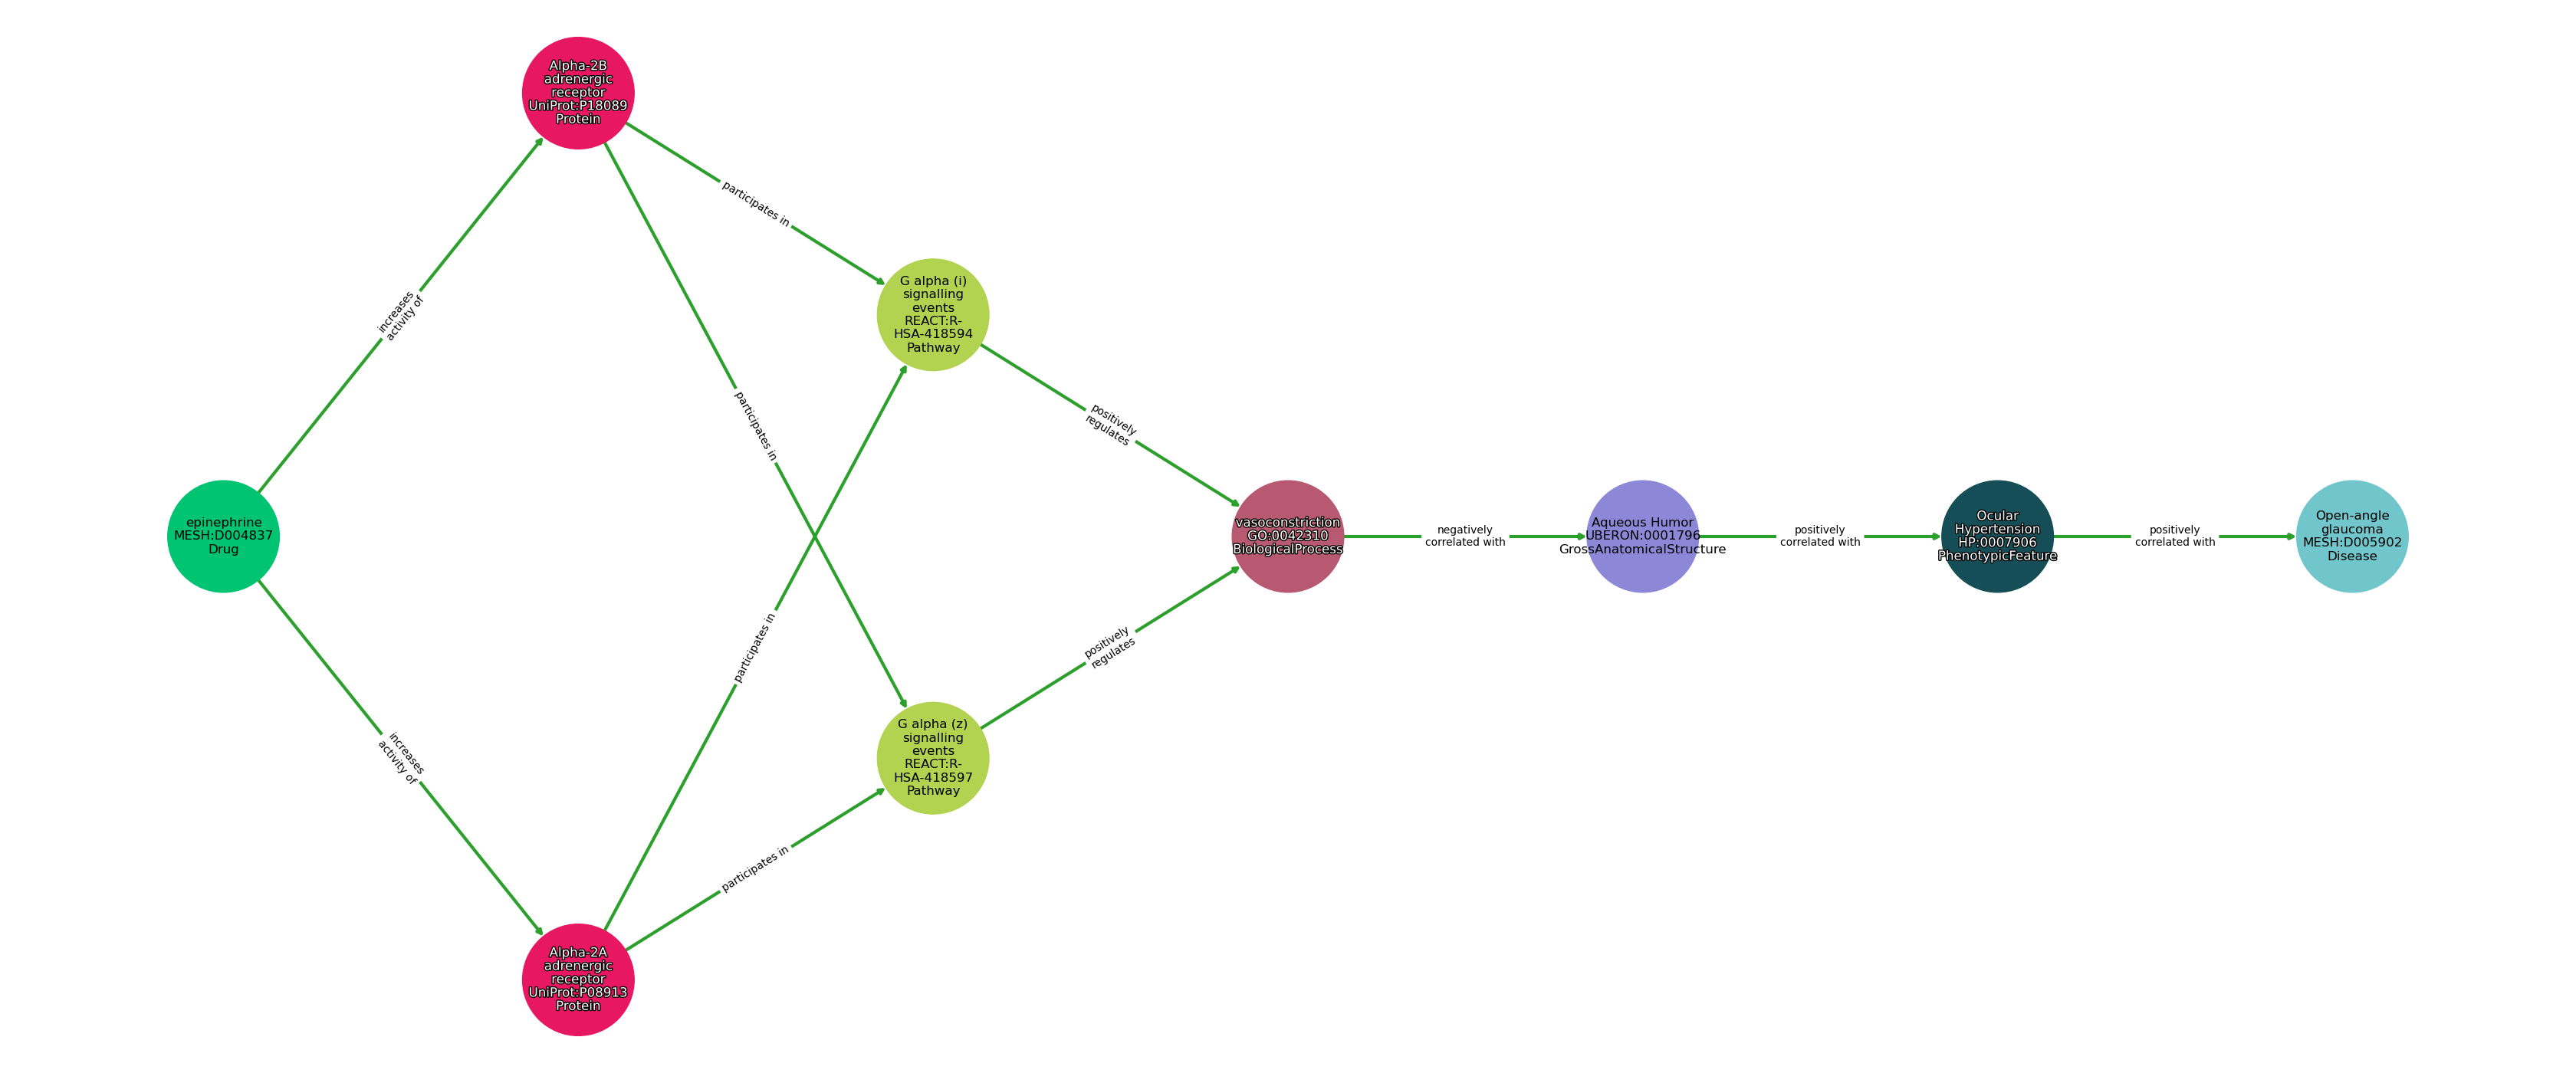 Alpha-2B
adrenergic
receptor
UniProt:P18089
Protein
participates in
increases
activity of
G alpha (i)
signalling
events
REACT:R-
HSA-418594
Pathway
participates in
positively
regulates
epinephrine
MESH:D004837
Drug
vasoconstriction
GO:0042310
BiologicalProcess
negatively
correlated with
Aqueous Humor
UBERON:0001796
GrossAnatomicalStructure
positively
correlated with
Ocular
Hypertension
HP:0007906
PhenotypicFeature
positively
correlated with
Open-angle
glaucoma
MESH:D005902
Disease
participates in
positively
regulates
increases
activity of
G alpha (z)
signalling
events
REACT:R-
HSA-418597
Pathway
participates in
Alpha-2A
adrenergic
receptor
UniProt:P08913
Protein